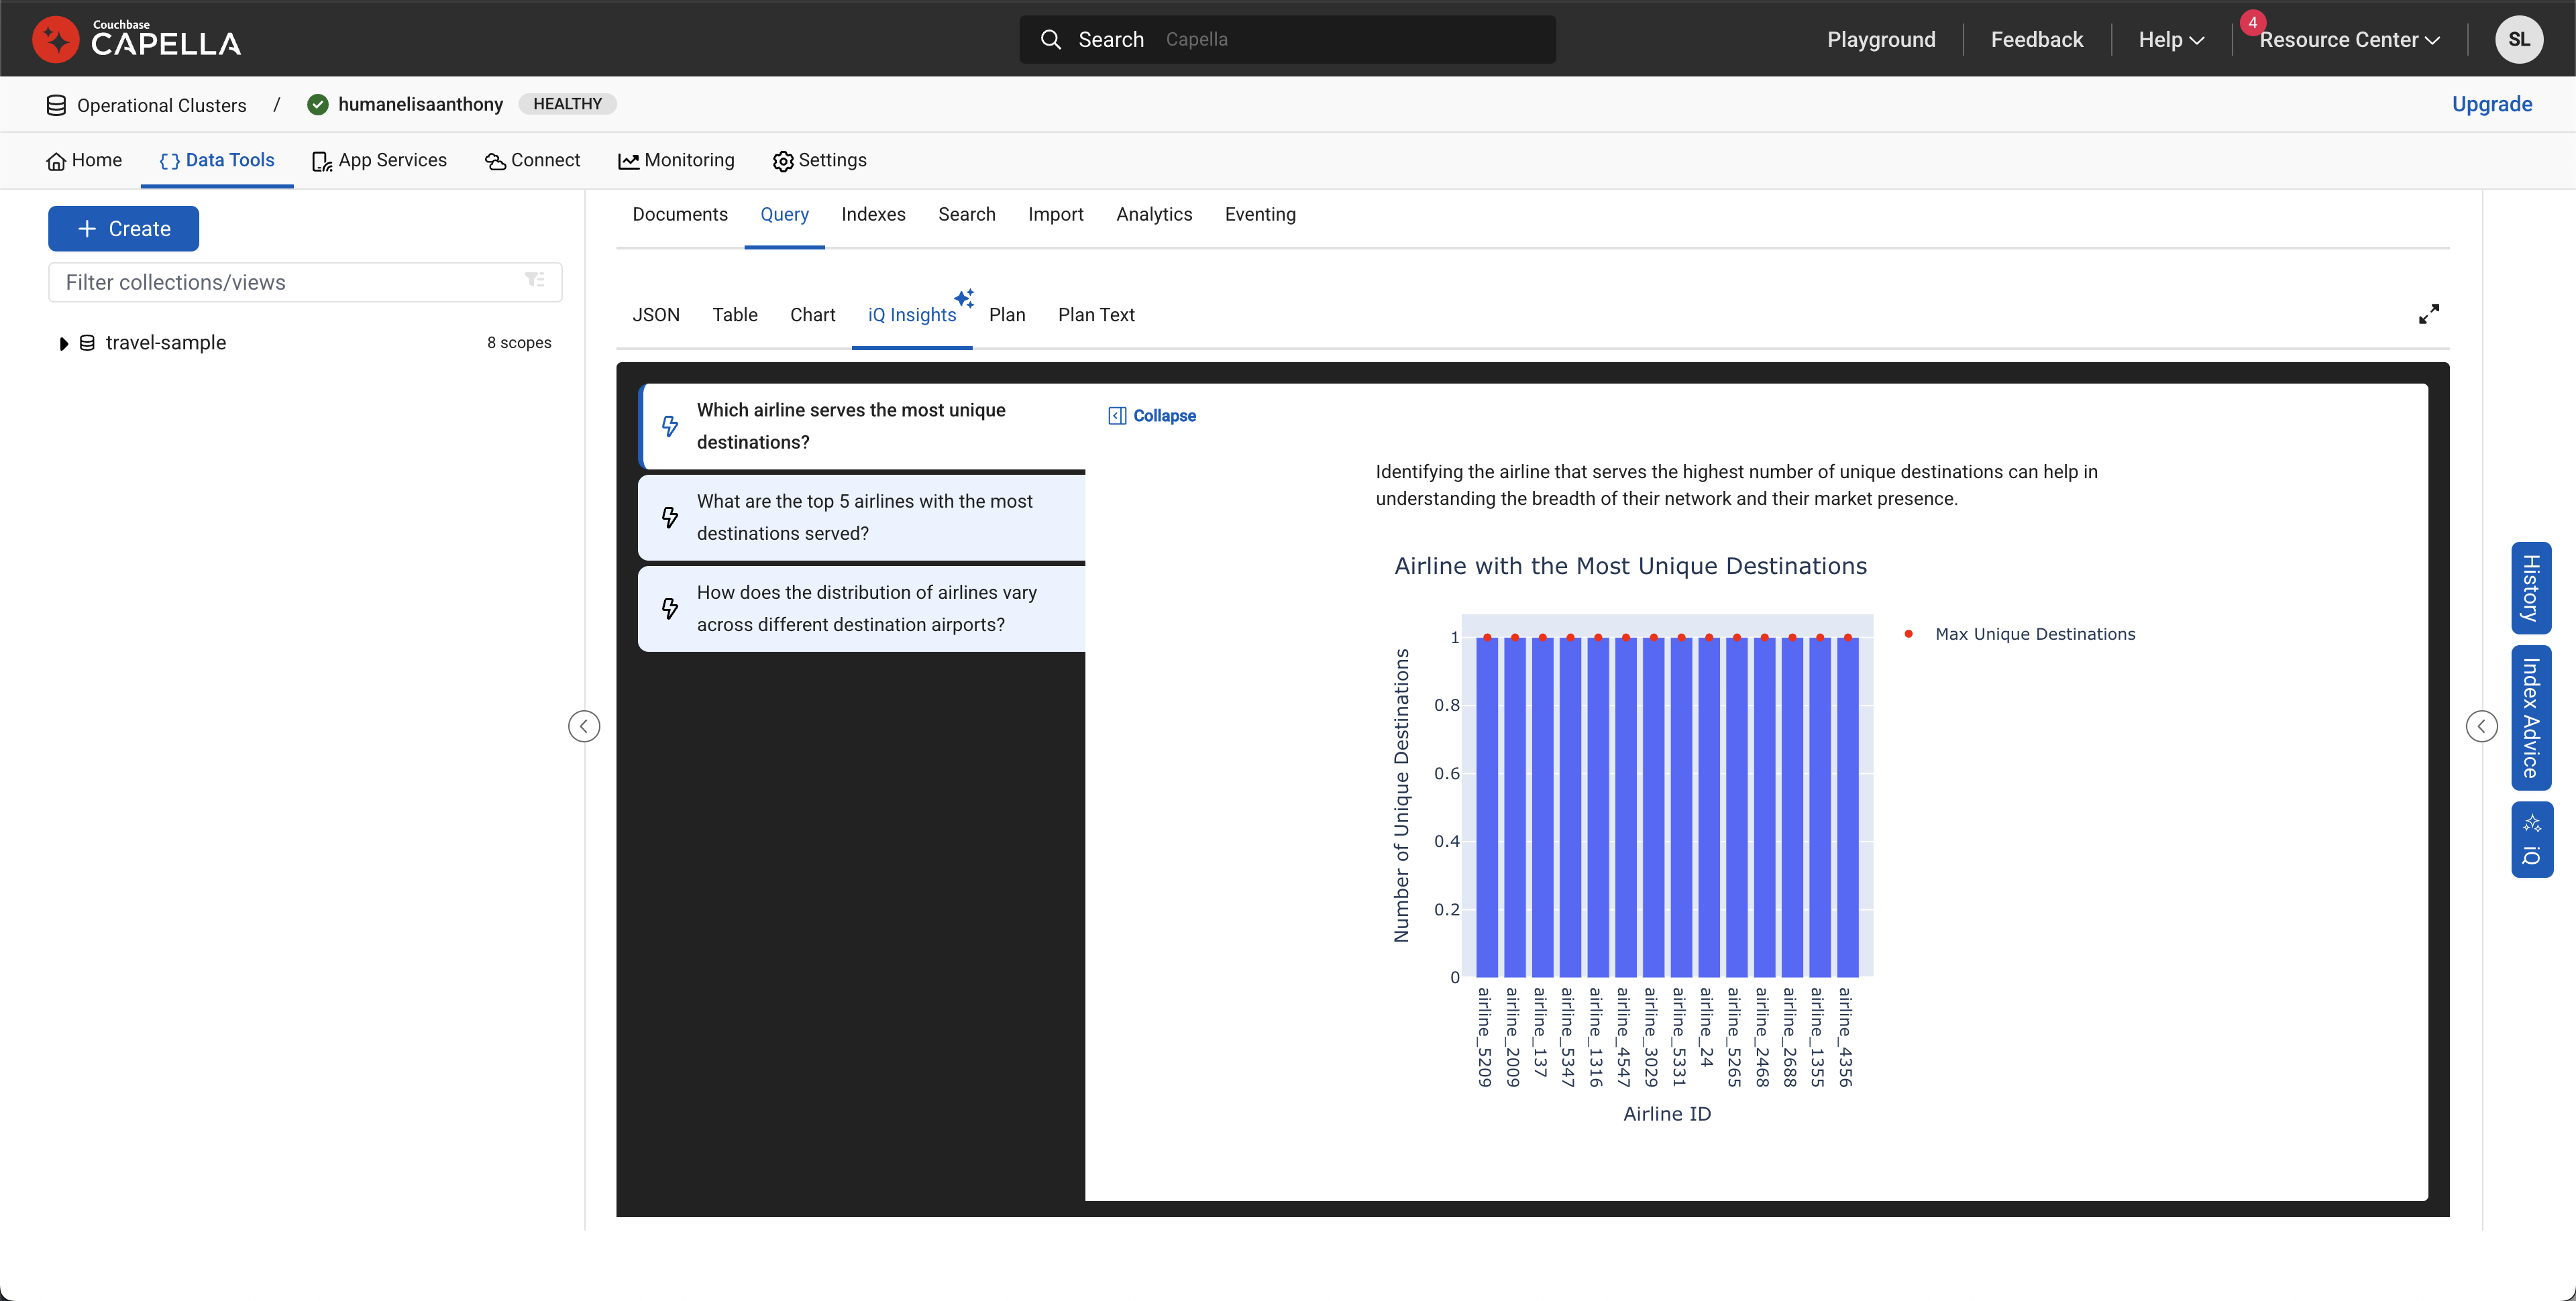 Couchbase
CAPELLA
Search Capella
Playground
Feedback
Help
4
Resource Center
SL
Operational Clusters / humanelisaanthony HEALTHY
Upgrade
Home
Data Tools
App Services
Connect
Monitoring
Settings
+ Create
Filter collections/views
travel-sample
8 scopes
Documents
Query
Indexes
Search
Import
Analytics
Eventing
JSON
Table
Chart
iQ Insights
Plan
Plan Text
Which airline serves the most unique
destinations?
What are the top 5 airlines with the most
destinations served?
How does the distribution of airlines vary
across different destination airports?
Collapse
Identifying the airline that serves the highest number of unique destinations can help in
understanding the breadth of their network and their market presence.
Airline with the Most Unique Destinations
Number of Unique Destinations
1
0.8
0.6
0.4
0.2
0
Max Unique Destinations
airline_5209
airline_2009
airline_137
airline_5347
airline_1316
airline_4547
airline_3029
airline_5331
airline_24
airline_5265
airline_2468
airline_2688
airline_1355
airline_4356
Airline ID
History
Index Advice
iQ